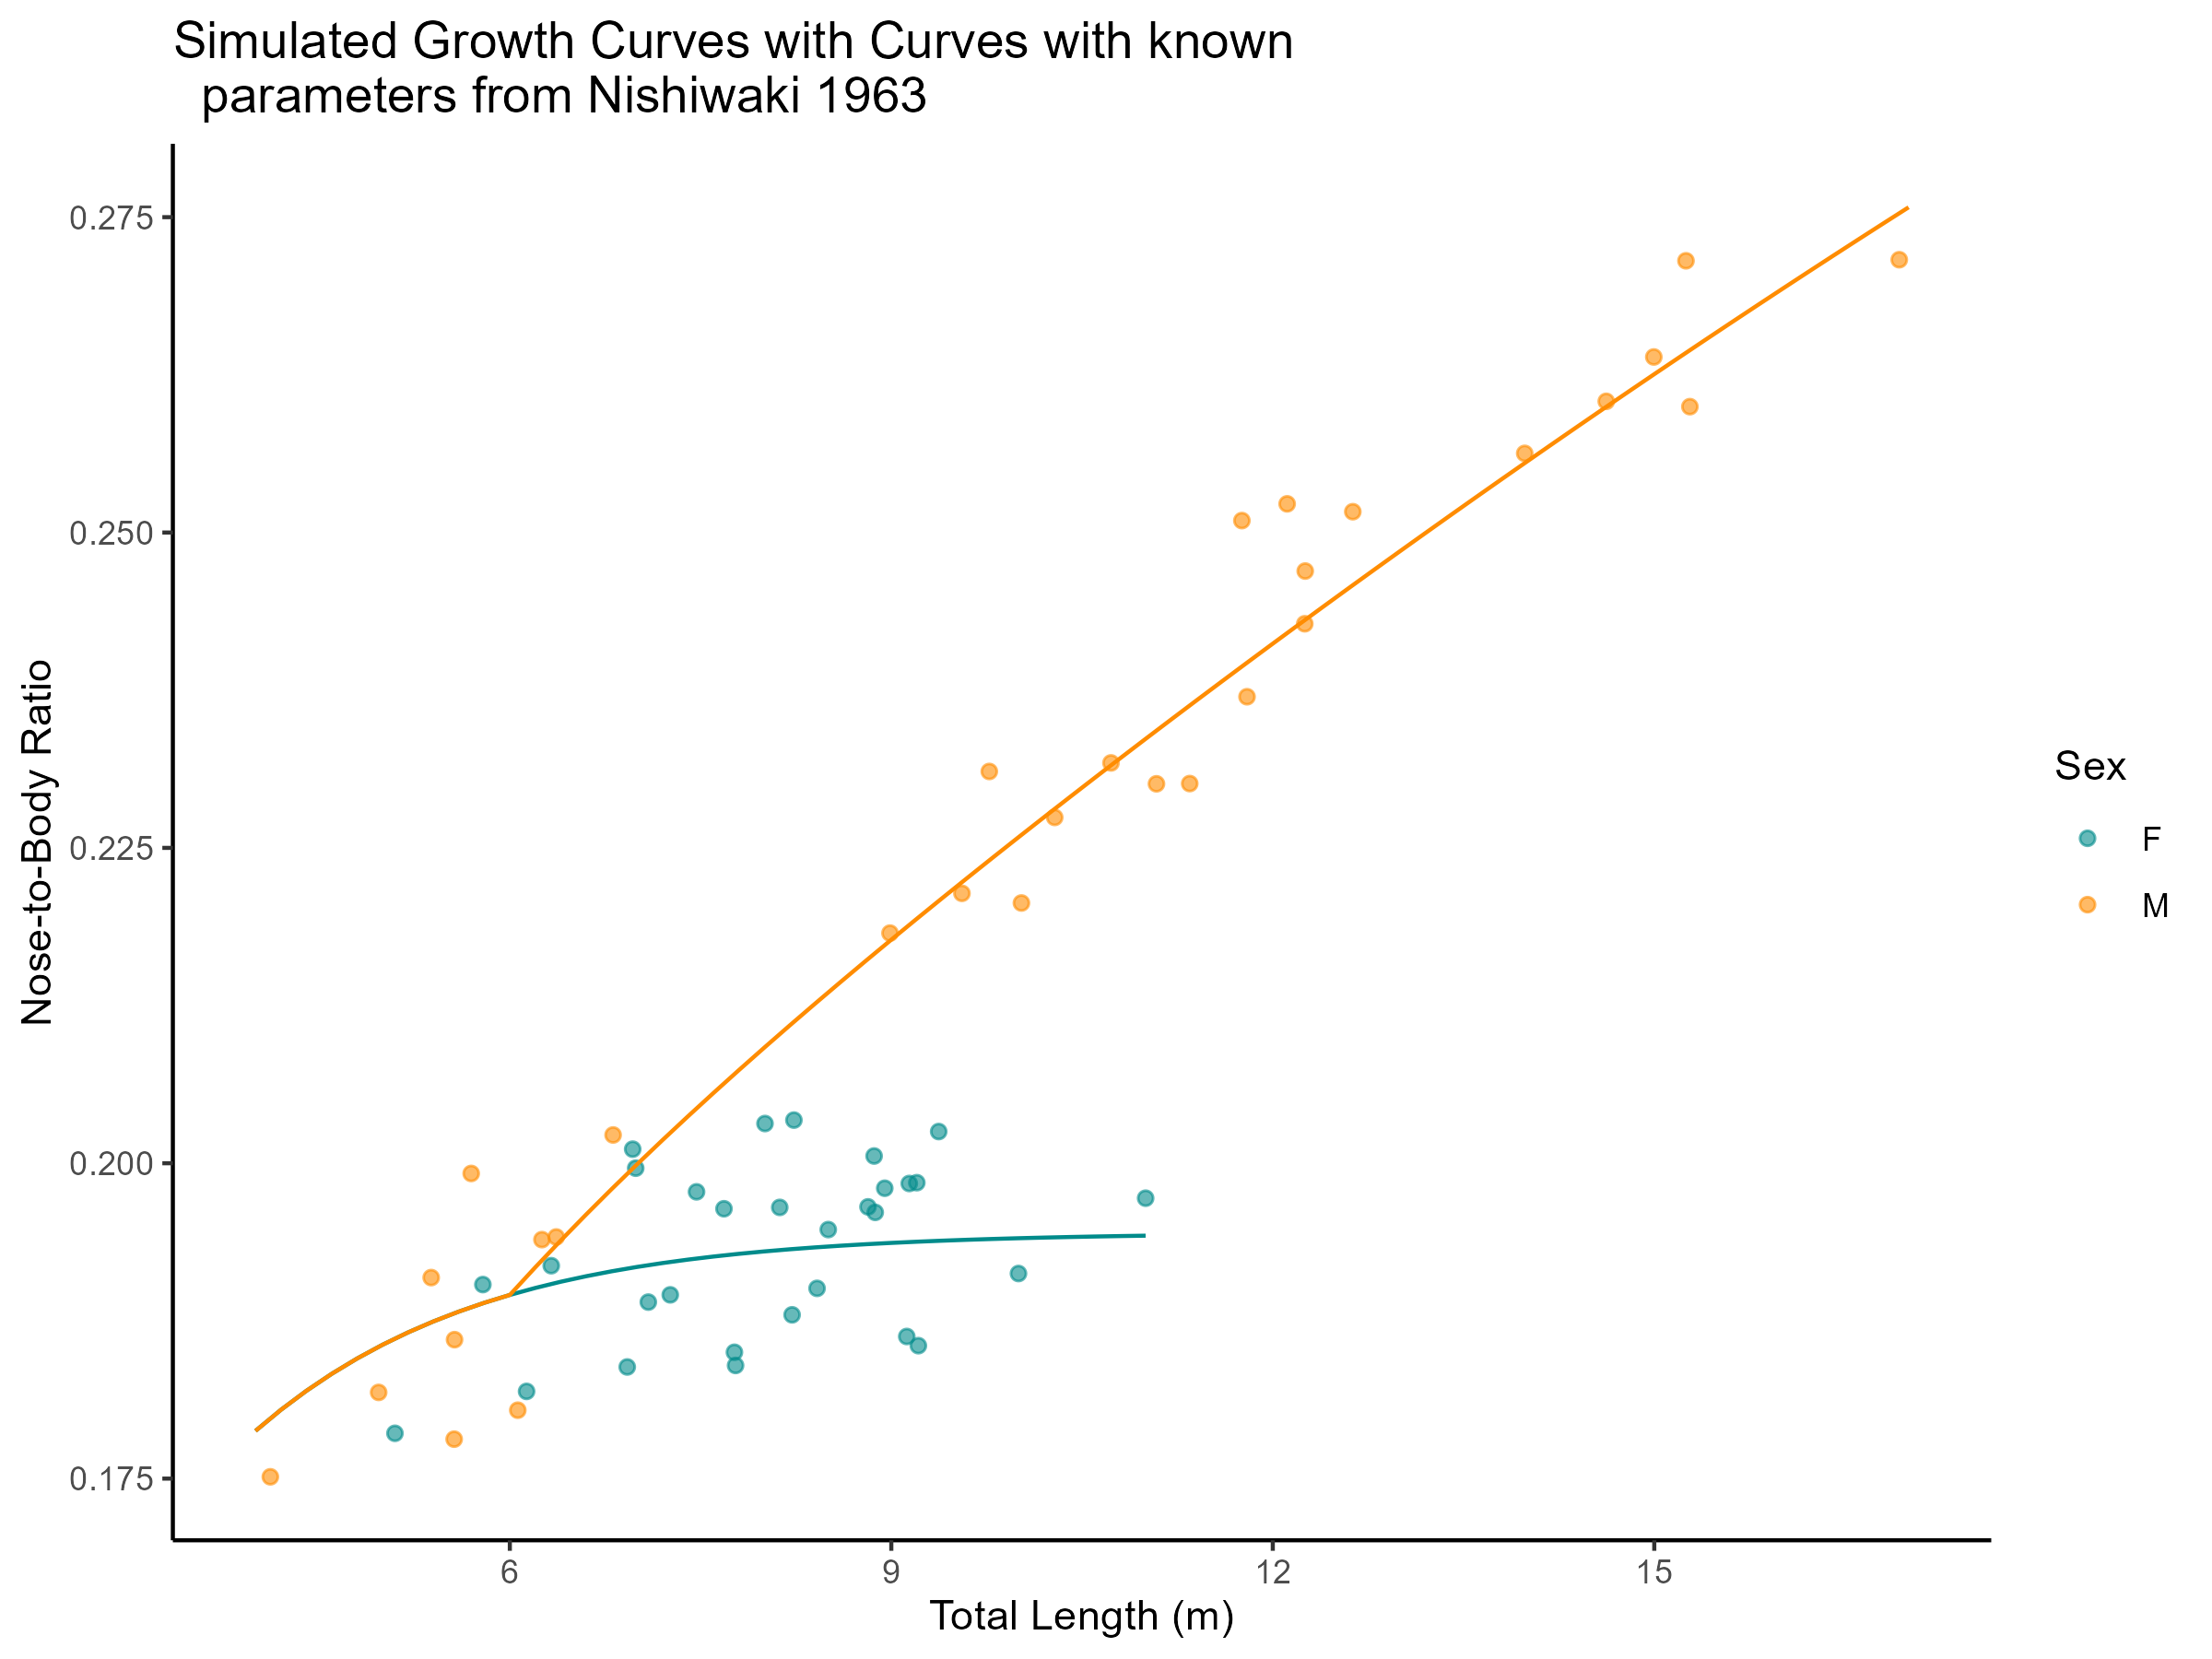 Simulated Growth Curves with Curves with known
parameters from Nishiwaki 1963
0.275
0.250
0.225
0.200
0.175
Nose-to-Body Ratio
6
9
12
15
Total Length (m)
Sex
F
M